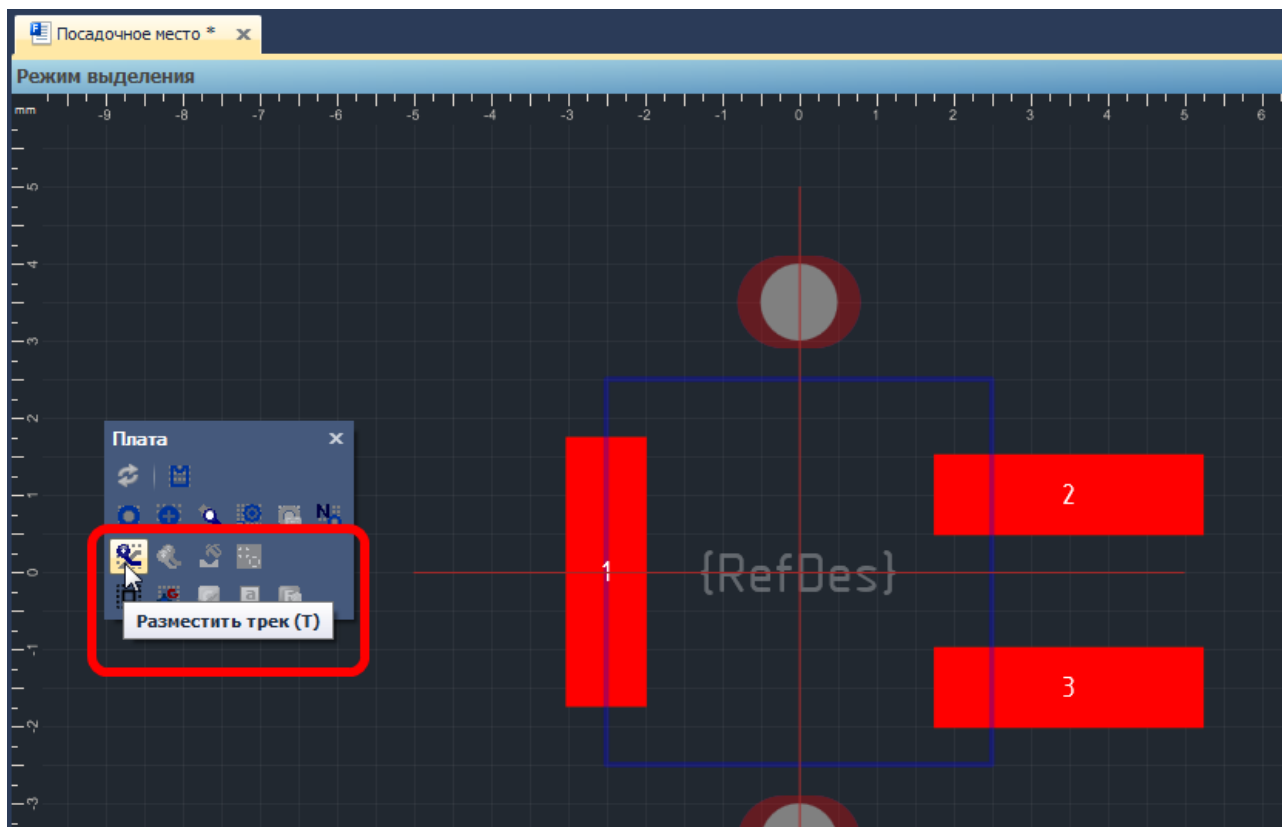 Посадочное место *
Режим выделения
mm -9 -8 -7 -6 -5 -4 -3 -2 -1 0 1 2 3 4 5 6
5
4
3
2
1
0
-1
-2
-3
Плата
N
G
a
Разместить трек (T)
1
2
3
{RefDes}